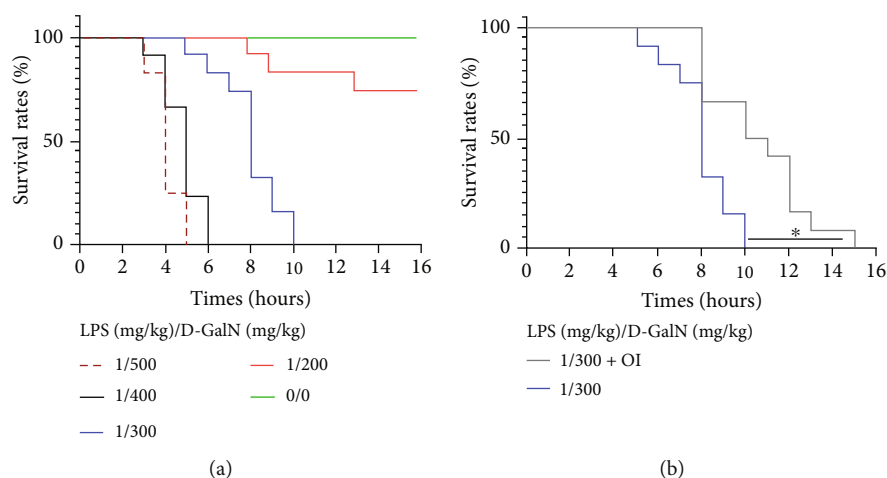 100
50
0
Survival rates (%)
0 2 4 6 8 10 12 14 16
Times (hours)
LPS (mg/kg)/D-GalN (mg/kg)
1/500
1/400
1/300
1/200
0/0
(a)
100
50
0
Survival rates (%)
*
0 2 4 6 8 10 12 14 16
Times (hours)
LPS (mg/kg)/D-GalN (mg/kg)
1/300 + OI
1/300
(b)